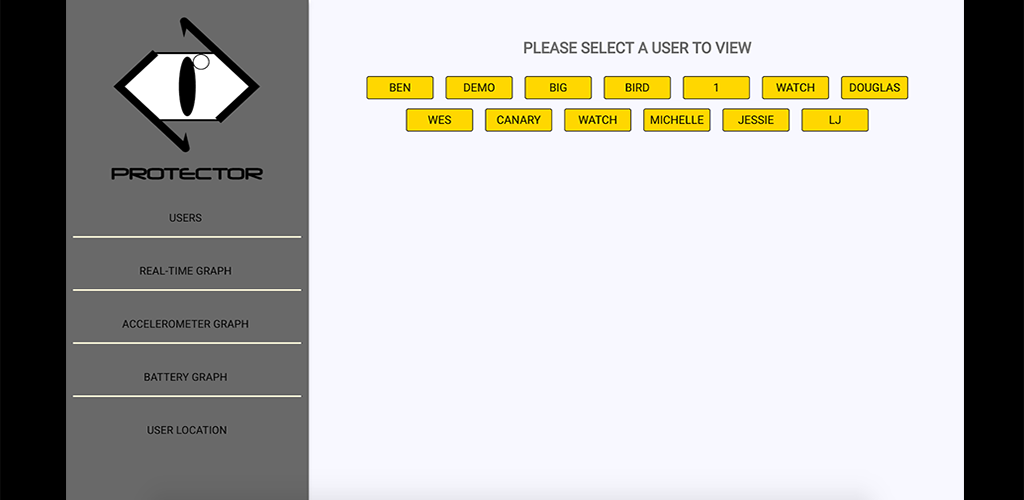 PROTECTOR
USERS
REAL-TIME GRAPH
ACCELEROMETER GRAPH
BATTERY GRAPH
USER LOCATION
PLEASE SELECT A USER TO VIEW
BEN DEMO BIG BIRD 1 WATCH DOUGLAS
WES CANARY WATCH MICHELLE JESSIE LJ